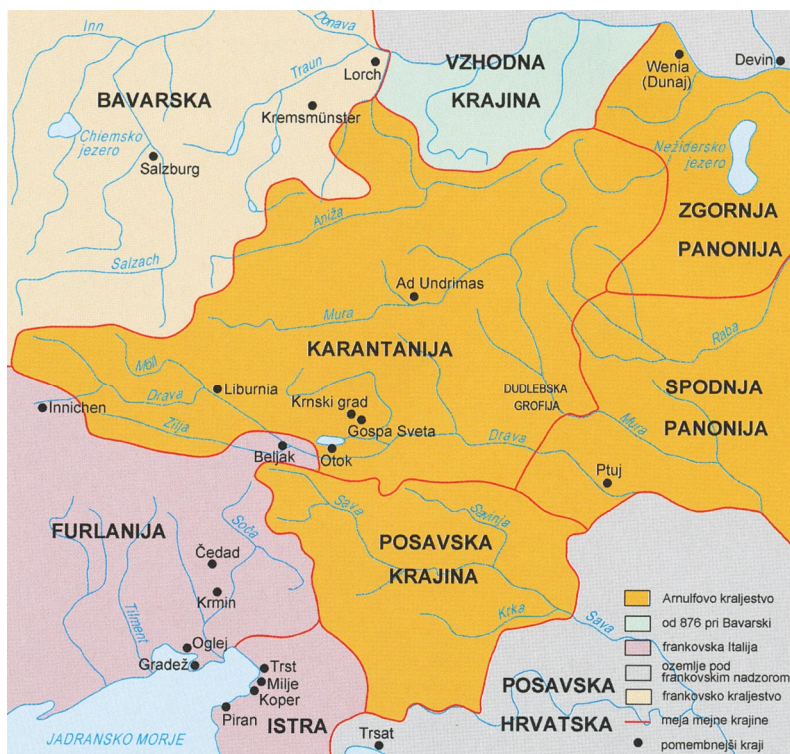 Inn
Donava
Traun
Lorch
VZHODNA
KRAJINA
Wenia
(Dunaj)
Devin
BAVARSKA
Kremsmünster
Chiemsko
jezero
Salzburg
Nežidersko
jezero
ZGORNJA
PANONIJA
Aniža
Salzach
Ad Undrimas
Mura
Raba
KARANTANIJA
Möll
Liburnia
Drava
Innichen
Krnski grad
Gospa Sveta
DUDLEBSKA
GROFIJA
SPODNJA
PANONIJA
Mura
Zilja
Beljak
Otok
Drava
Ptuj
Sava
Savinja
FURLANIJA
Soča
POSAVSKA
KRAJINA
Čedad
Krmin
Krka
Sava
Tilment
Oglej
Gradež
Trst
Milje
Koper
Piran
ISTRA
JADRANSKO MORJE
Trsat
POSAVSKA
HRVATSKA
Arnulfovo kraljestvo
od 876 pri Bavarski
frankovska Italija
ozemlje pod
frankovskim nadzorom
frankovsko kraljestvo
meja mejne krajine
pomembnejši kraji